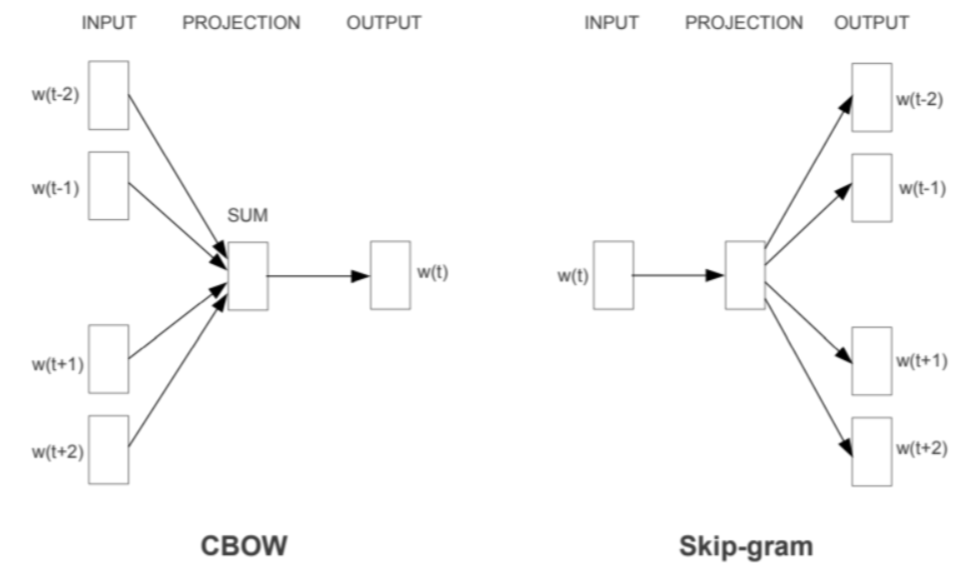 INPUT PROJECTION OUTPUT
w(t-2)
w(t-1)
SUM
w(t)
w(t+1)
w(t+2)
CBOW
INPUT PROJECTION OUTPUT
w(t-2)
w(t-1)
w(t)
w(t+1)
w(t+2)
Skip-gram